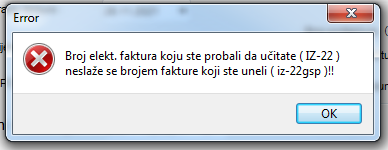 Error
Broj elekt. faktura koju ste probali da učitate ( IZ-22 )
neslaže se brojem fakture koji ste uneli ( iz-22gsp )!!
OK